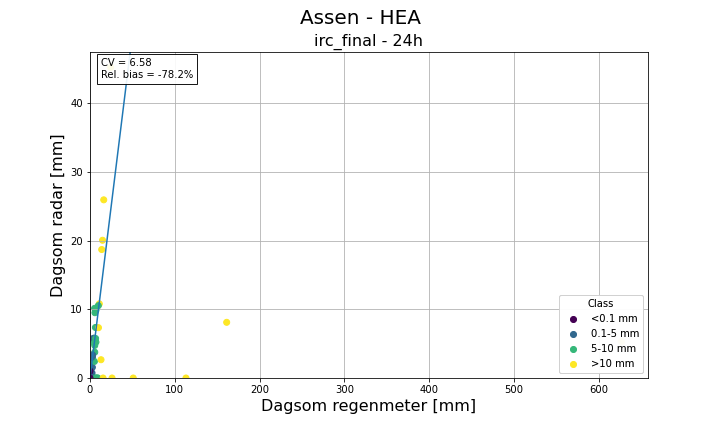 Assen - HEA
irc_final - 24h
CV = 6.58
Rel. bias = -78.2%
Dagsom radar [mm]
40
30
20
10
0
0 100 200 300 400 500 600
Dagsom regenmeter [mm]
Class
<0.1 mm
0.1-5 mm
5-10 mm
>10 mm